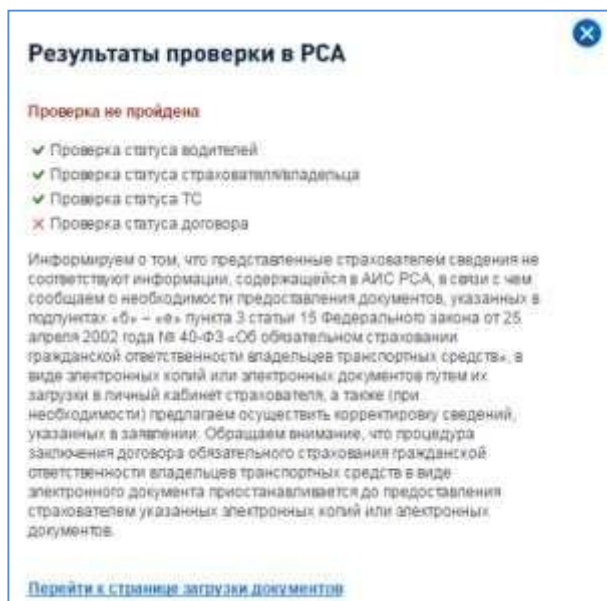 Результаты проверки в РСА
Проверка не пройдена
Проверка статуса водителей
Проверка статуса страхователя/владельца
Проверка статуса ТС
Проверка статуса договора
Информируем о том, что представленные страхователем сведения не
соответствуют информации, содержащейся в АИС РСА, в связи с чем
сообщаем о необходимости предоставления документов, указанных в
подпунктах «б» – «е» пункта 3 статьи 15 Федерального закона от 25
апреля 2002 года № 40-ФЗ «Об обязательном страховании
гражданской ответственности владельцев транспортных средств», в
виде электронных копий или электронных документов путем их
загрузки в личный кабинет страхователя, а также (при
необходимости) предлагаем осуществить корректировку сведений,
указанных в заявлении. Обращаем внимание, что процедура
заключения договора обязательного страхования гражданской
ответственности владельцев транспортных средств в виде
электронного документа приостанавливается до предоставления
страхователем указанных электронных копий или электронных
документов.
Перейти к странице загрузки документов